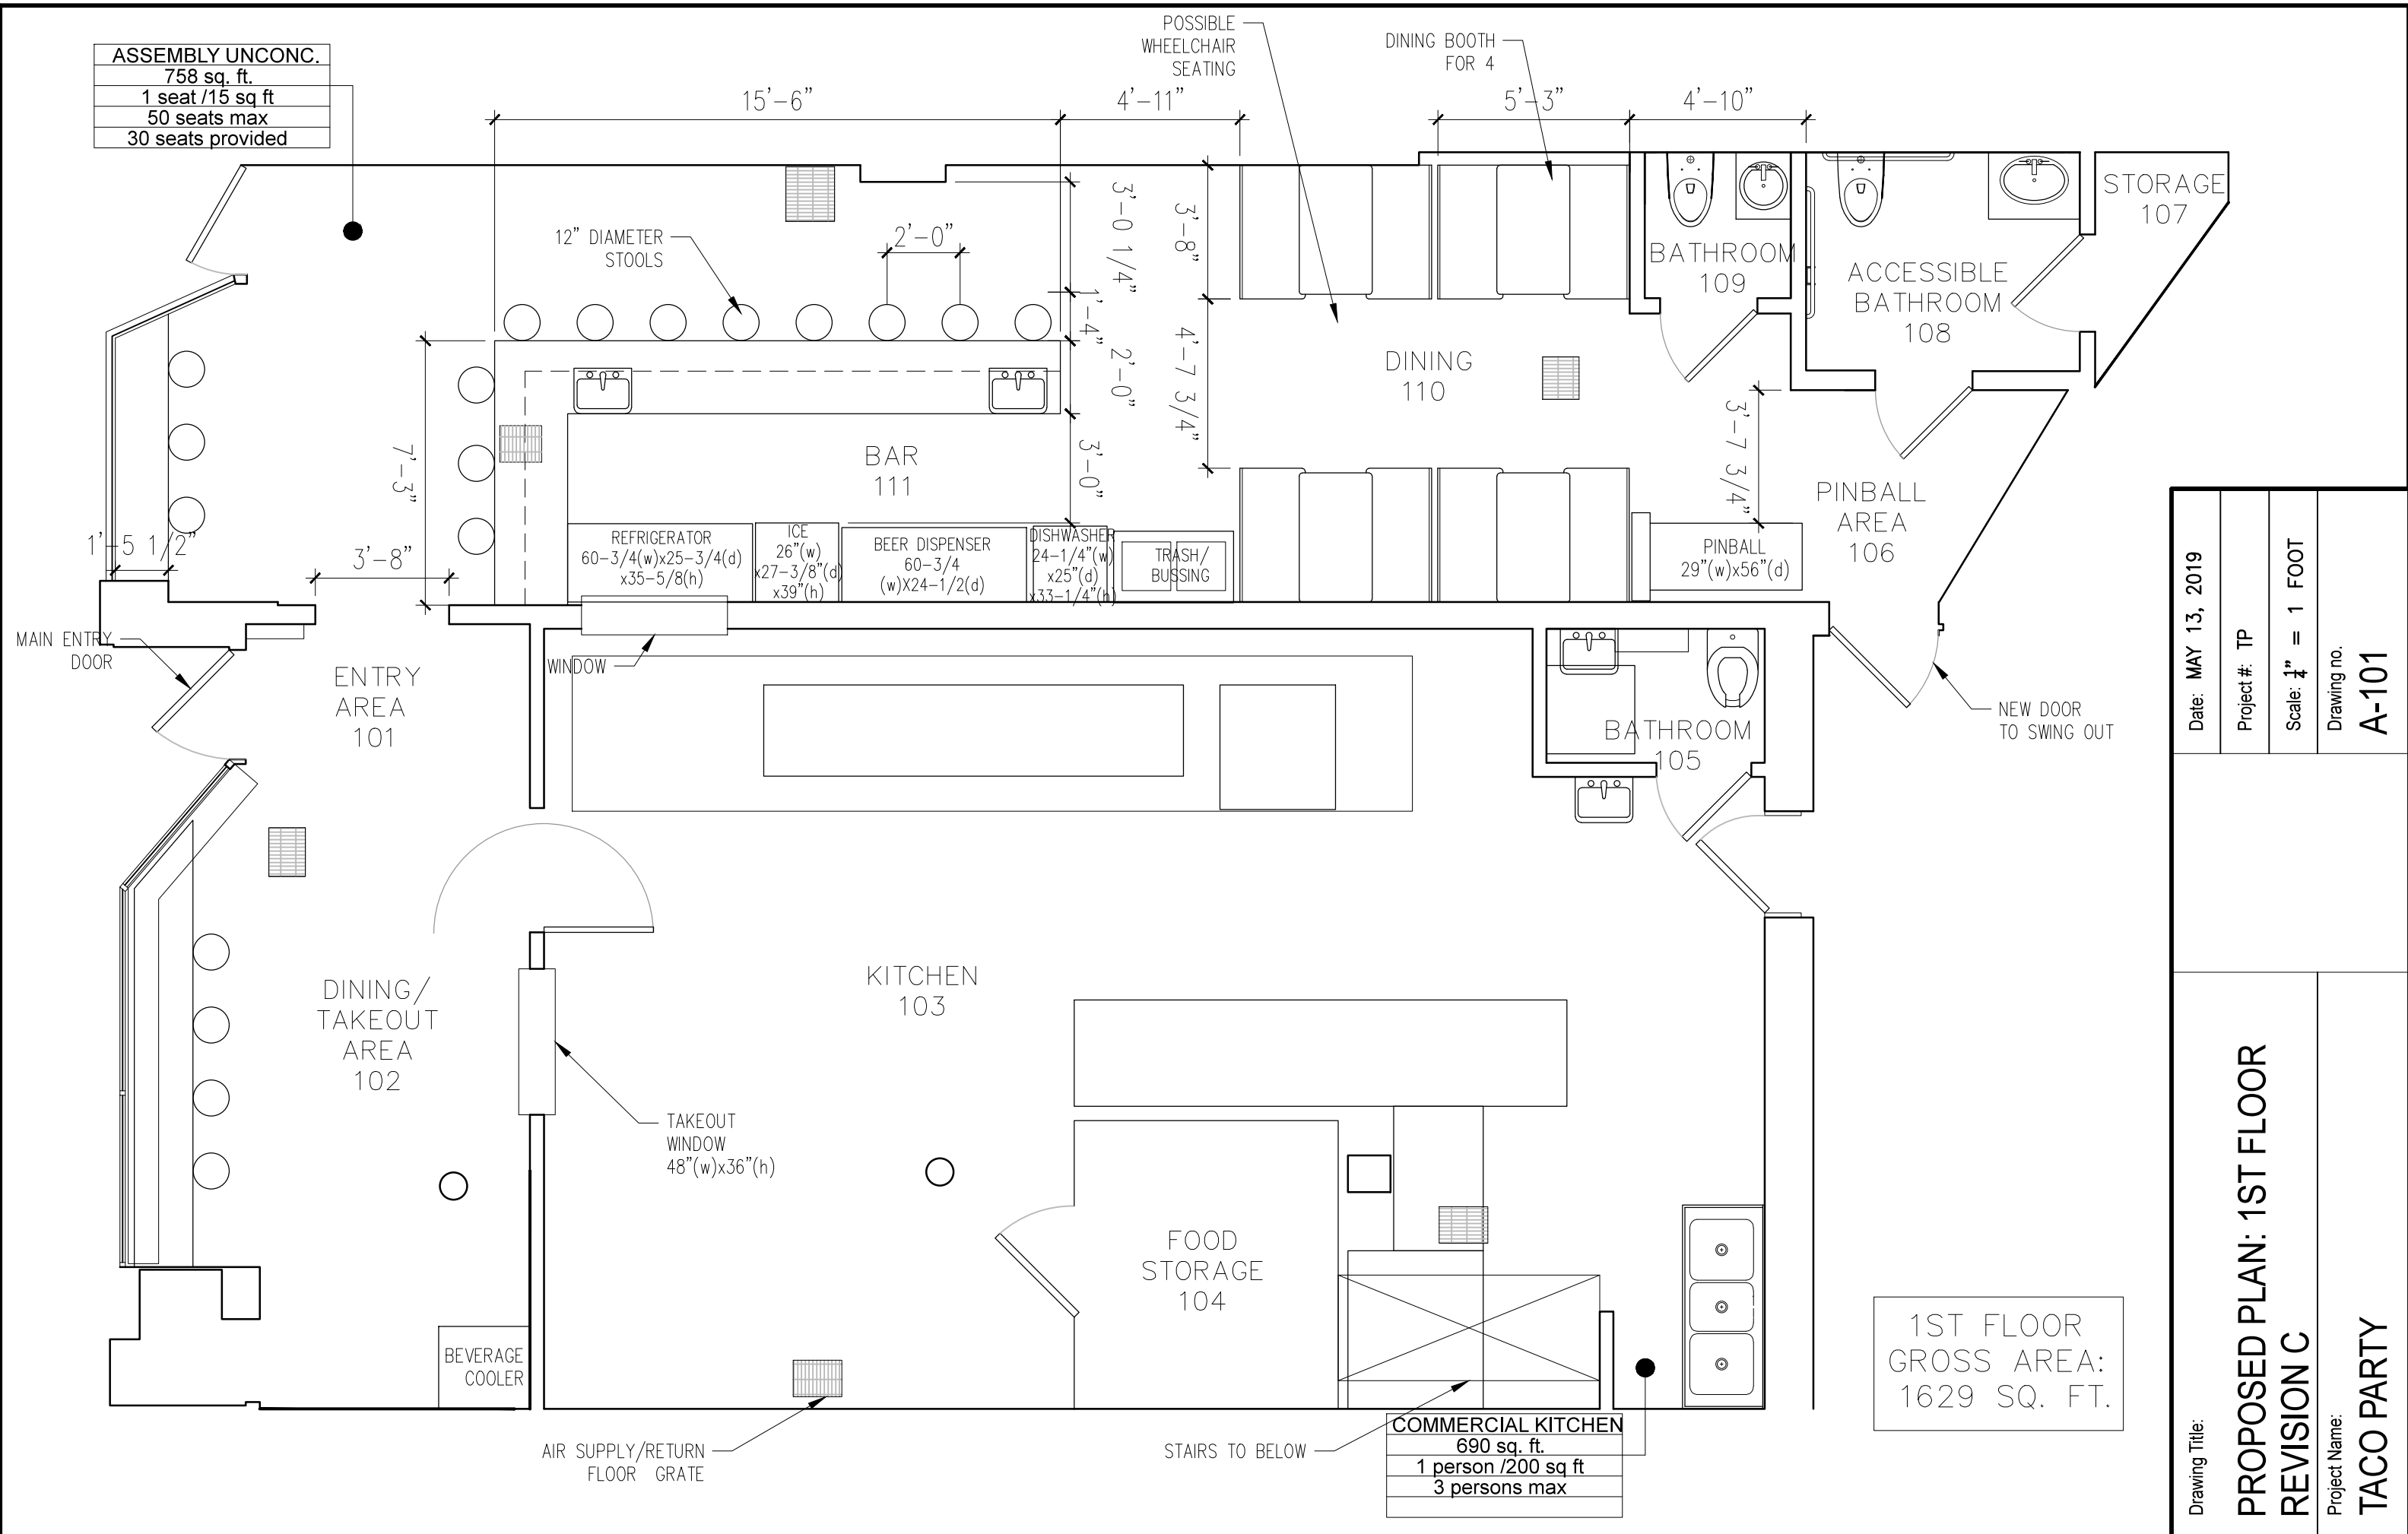 ASSEMBLY UNCONC.
758 sq. ft.
1 seat /15 sq ft
50 seats max
30 seats provided
POSSIBLE
WHEELCHAIR
SEATING
DINING BOOTH
FOR 4
15'-6"
4'-11"
5'-3"
4'-10"
12" DIAMETER
STOOLS
2'-0"
3'-0 1/4"
1'-4"
2'-0"
3'-0"
3'-8"
4'-7 3/4"
BATHROOM
109
ACCESSIBLE
BATHROOM
108
STORAGE
107
DINING
110
BAR
111
7'-3"
1'-5 1/2"
3'-8"
3'-7 3/4"
PINBALL
AREA
106
REFRIGERATOR
60-3/4(w)x25-3/4(d)
x35-5/8(h)
ICE
26"(w)
x27-3/8"(d)
x39"(h)
BEER DISPENSER
60-3/4
(w)X24-1/2(d)
DISHWASHER
24-1/4"(w)
x25"(d)
x33-1/4"(h)
TRASH/
BUSSING
PINBALL
29"(w)x56"(d)
MAIN ENTRY
DOOR
ENTRY
AREA
101
WINDOW
BATHROOM
105
NEW DOOR
TO SWING OUT
DINING/
TAKEOUT
AREA
102
KITCHEN
103
TAKEOUT
WINDOW
48"(w)x36"(h)
FOOD
STORAGE
104
BEVERAGE
COOLER
AIR SUPPLY/RETURN
FLOOR GRATE
STAIRS TO BELOW
COMMERCIAL KITCHEN
690 sq. ft.
1 person /200 sq ft
3 persons max
1ST FLOOR
GROSS AREA:
1629 SQ. FT.
Date: MAY 13, 2019
Project #: TP
Scale: 1/4" = 1 FOOT
Drawing no.
A-101
Drawing Title:
PROPOSED PLAN: 1ST FLOOR
REVISION C
Project Name:
TACO PARTY